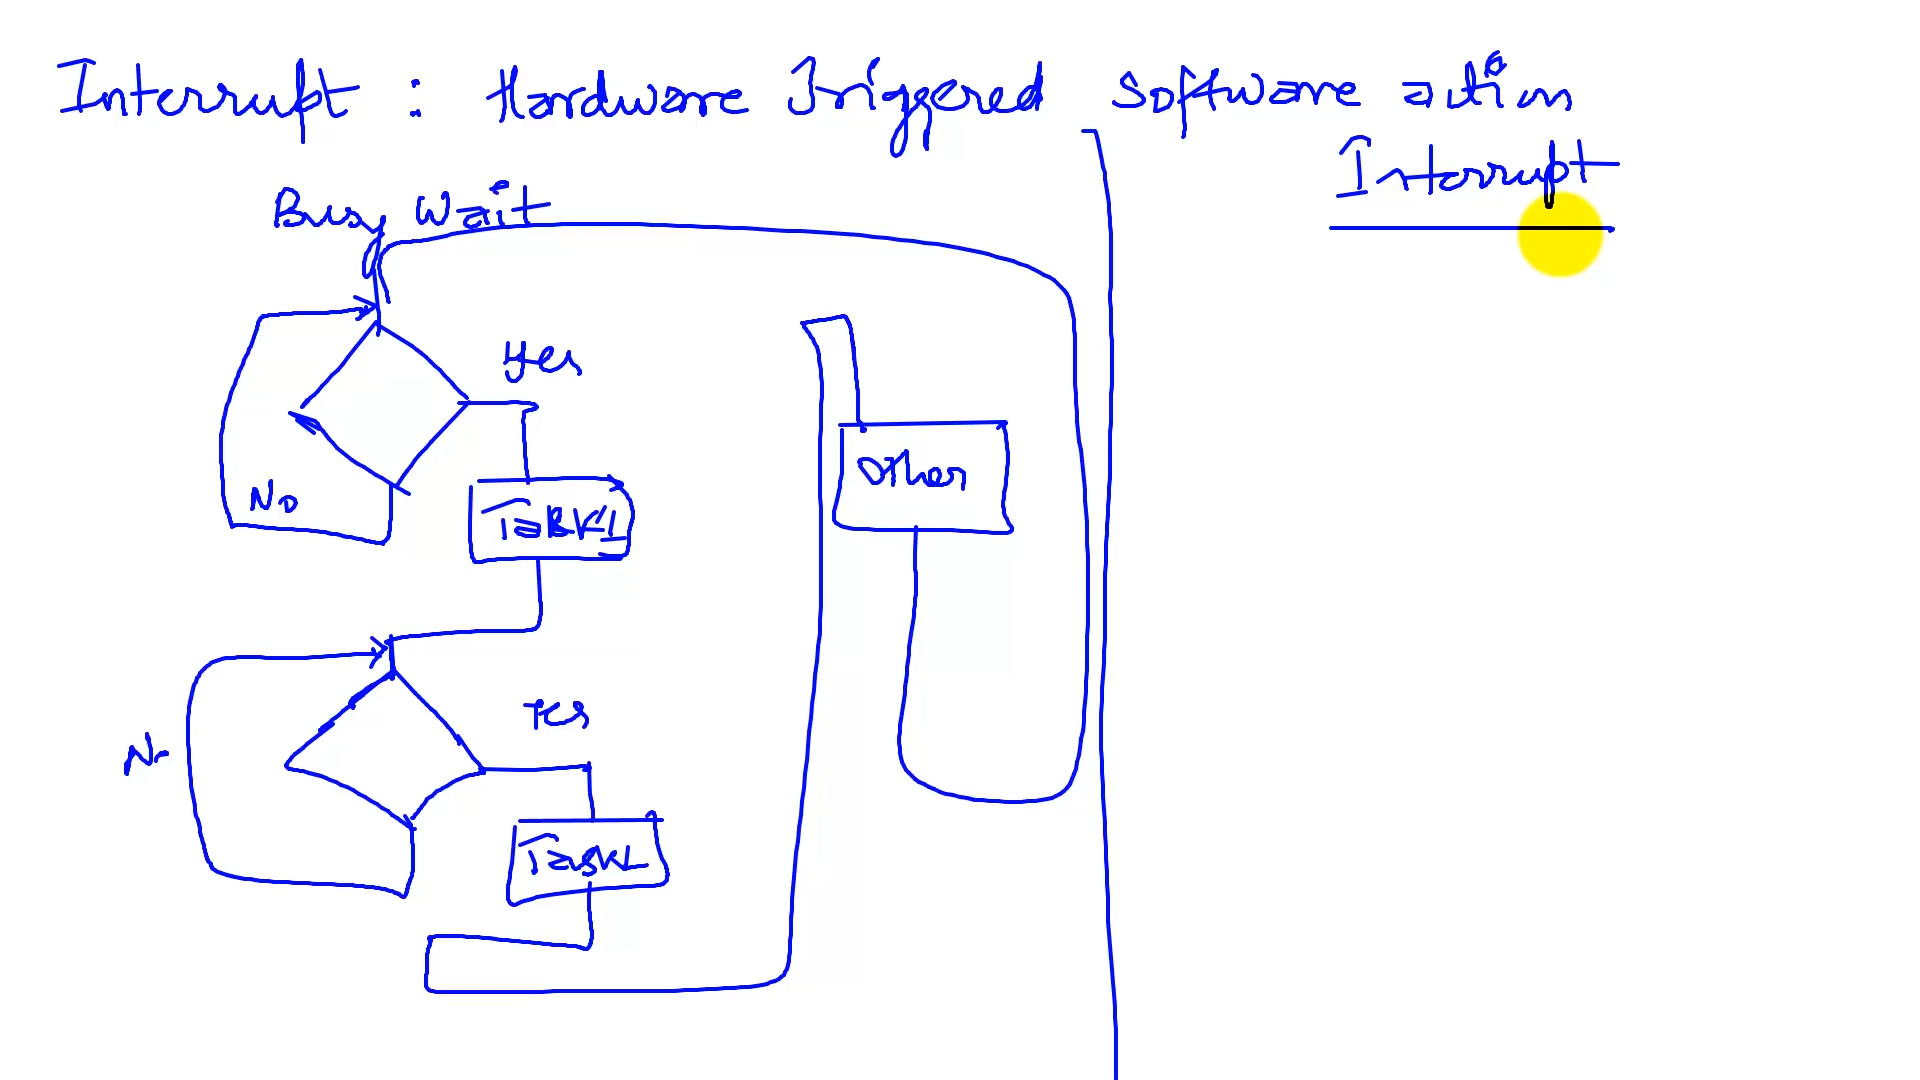 Interrupt : Hardware Triggered Software action
Interrupt
Busy Wait
Yes
No
Task1
Other
Yes
No
Task2